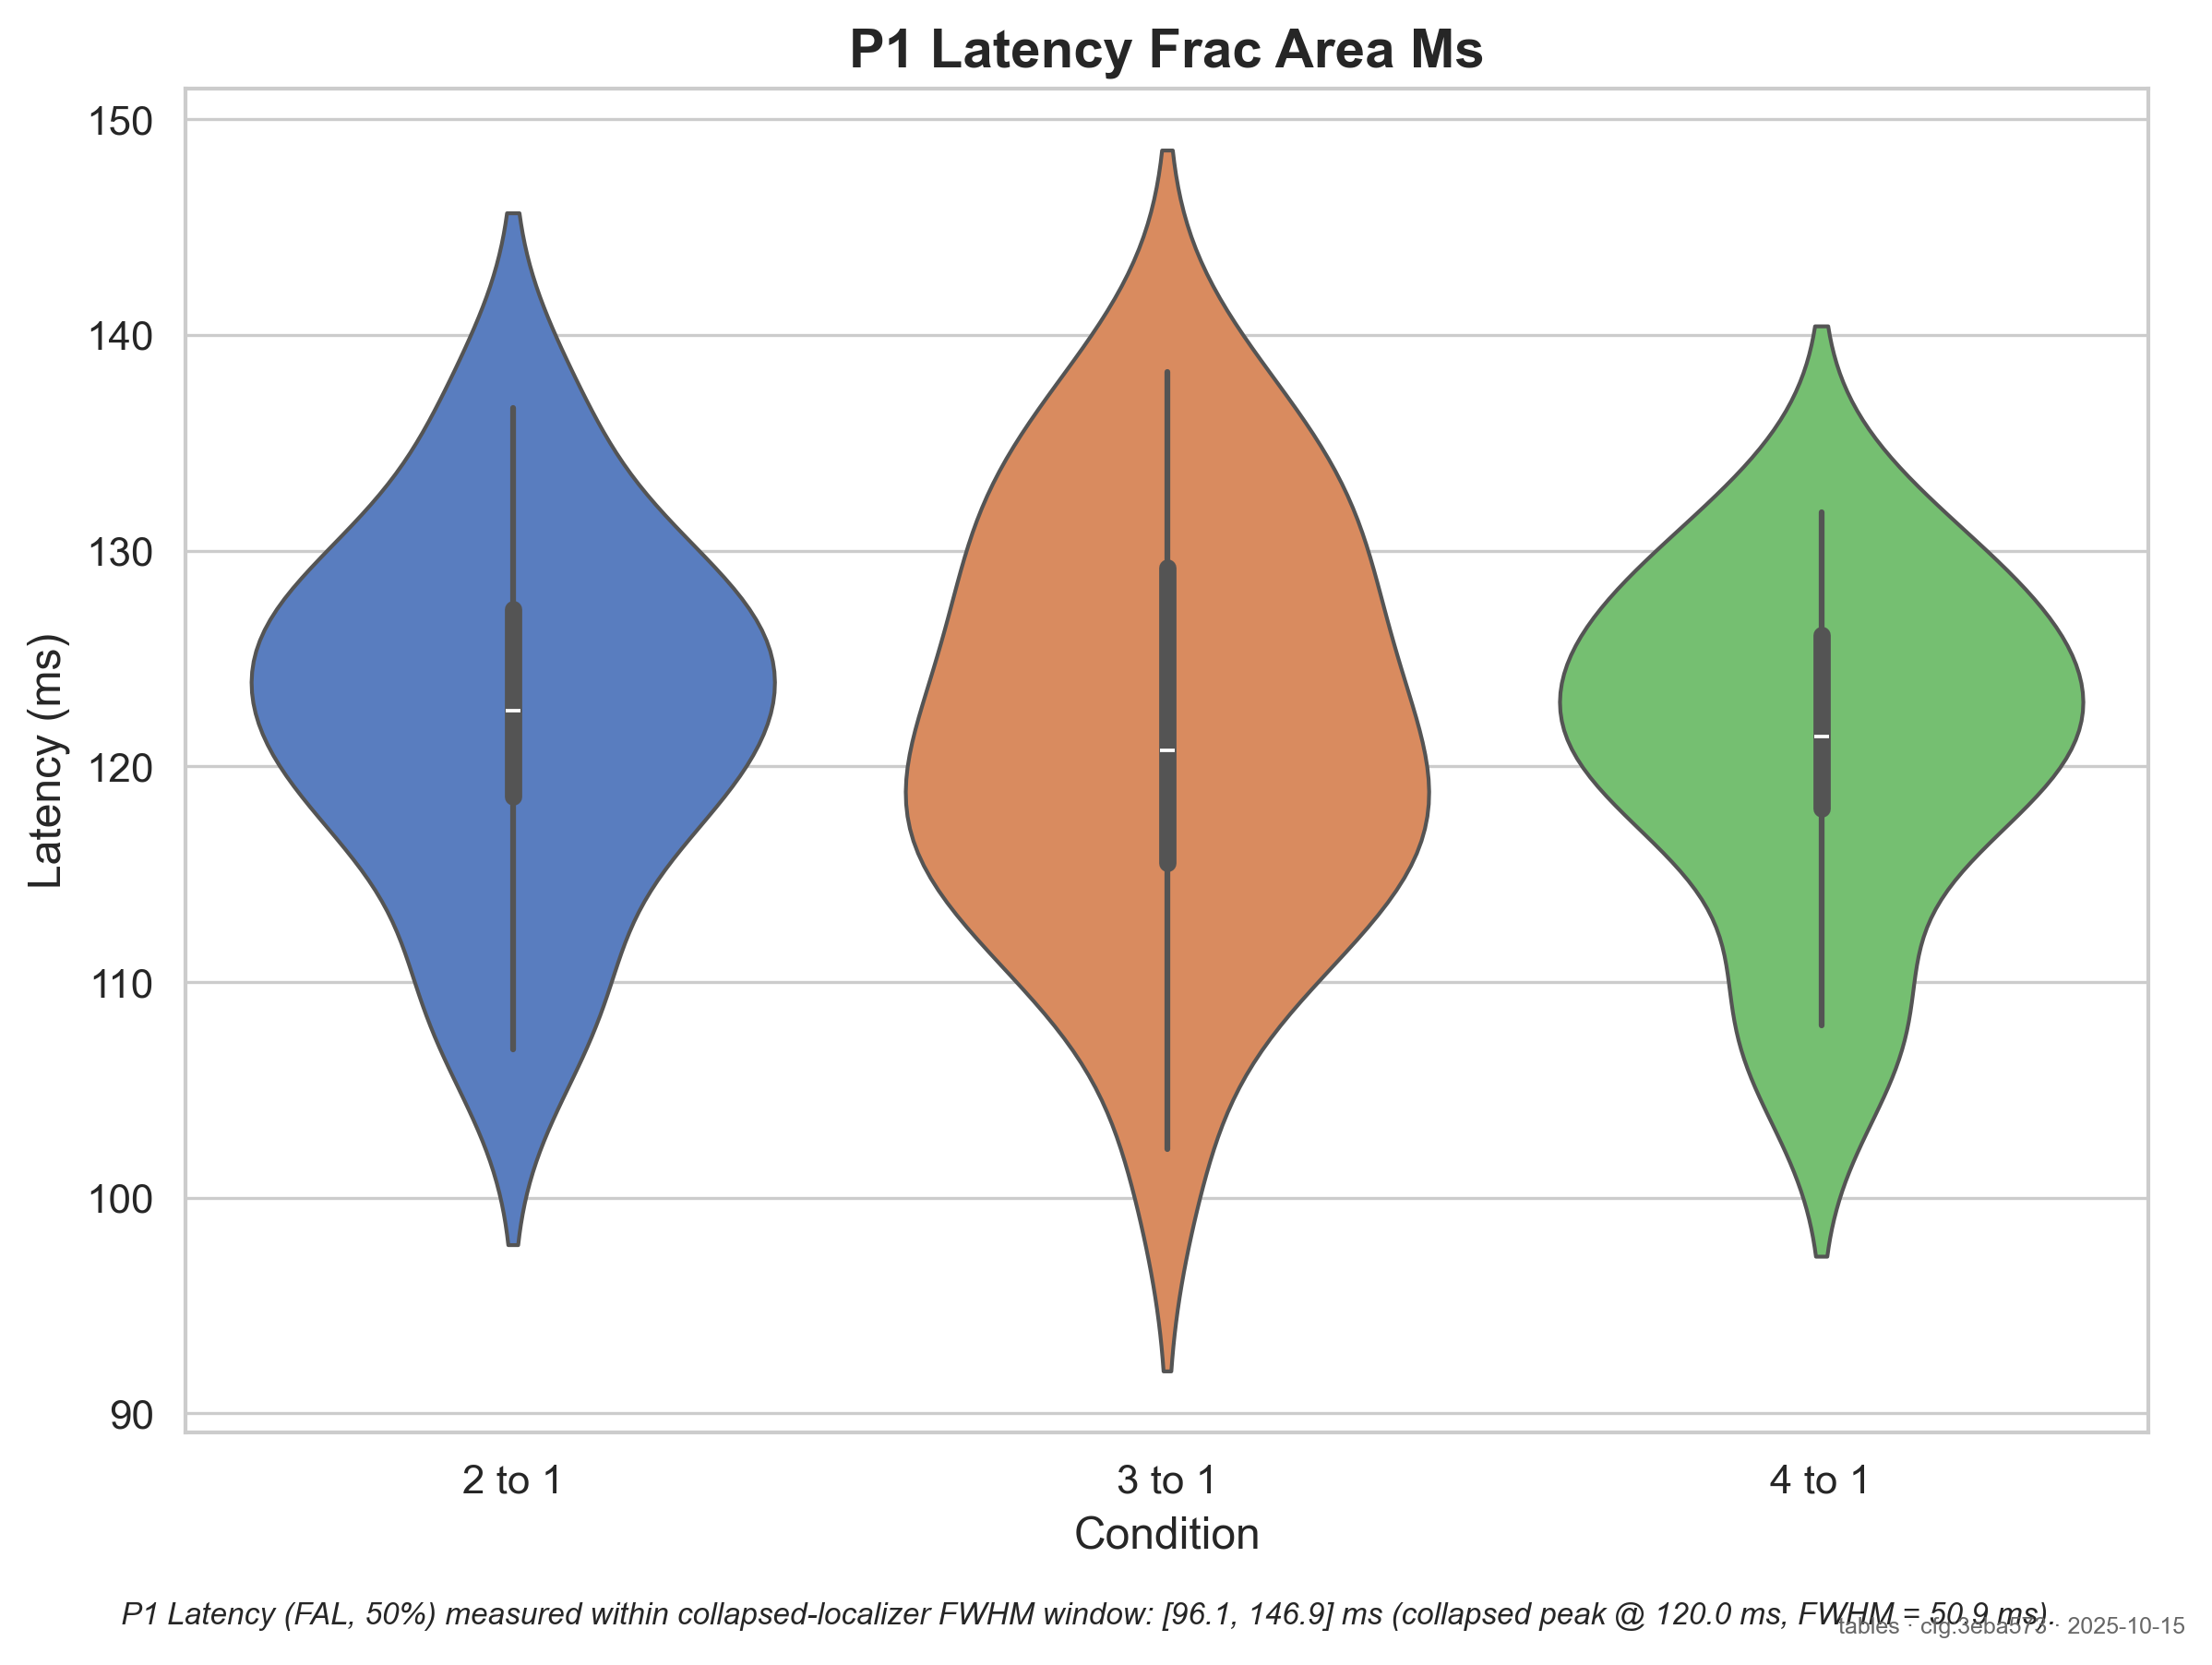 P1 Latency Frac Area Ms
150
140
130
120
110
100
90
Latency (ms)
2 to 1
3 to 1
4 to 1
Condition
P1 Latency (FAL, 50%) measured within collapsed-localizer FWHM window: [96.1, 146.9] ms (collapsed peak @ 120.0 ms, FWHM = 50.9 ms).
tables · cfg.3eba573 · 2025-10-15